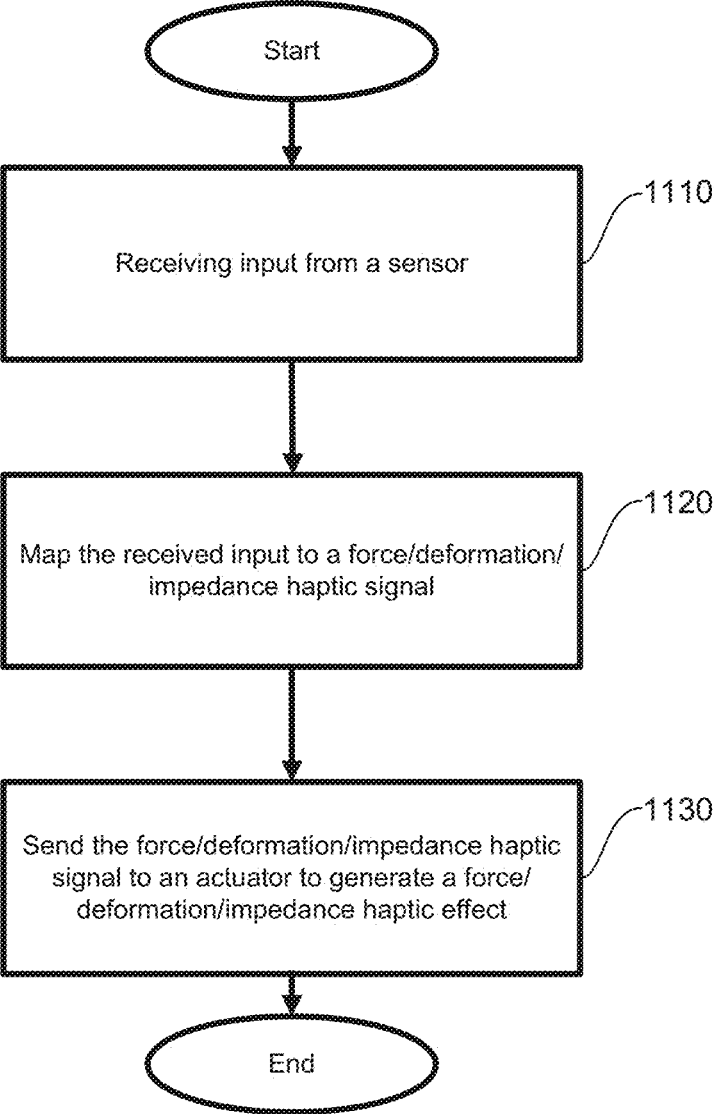 Start
1110
Receiving input from a sensor
1120
Map the received input to a force/deformation/
impedance haptic signal
1130
Send the force/deformation/impedance haptic
signal to an actuator to generate a force/
deformation/impedance haptic effect
End